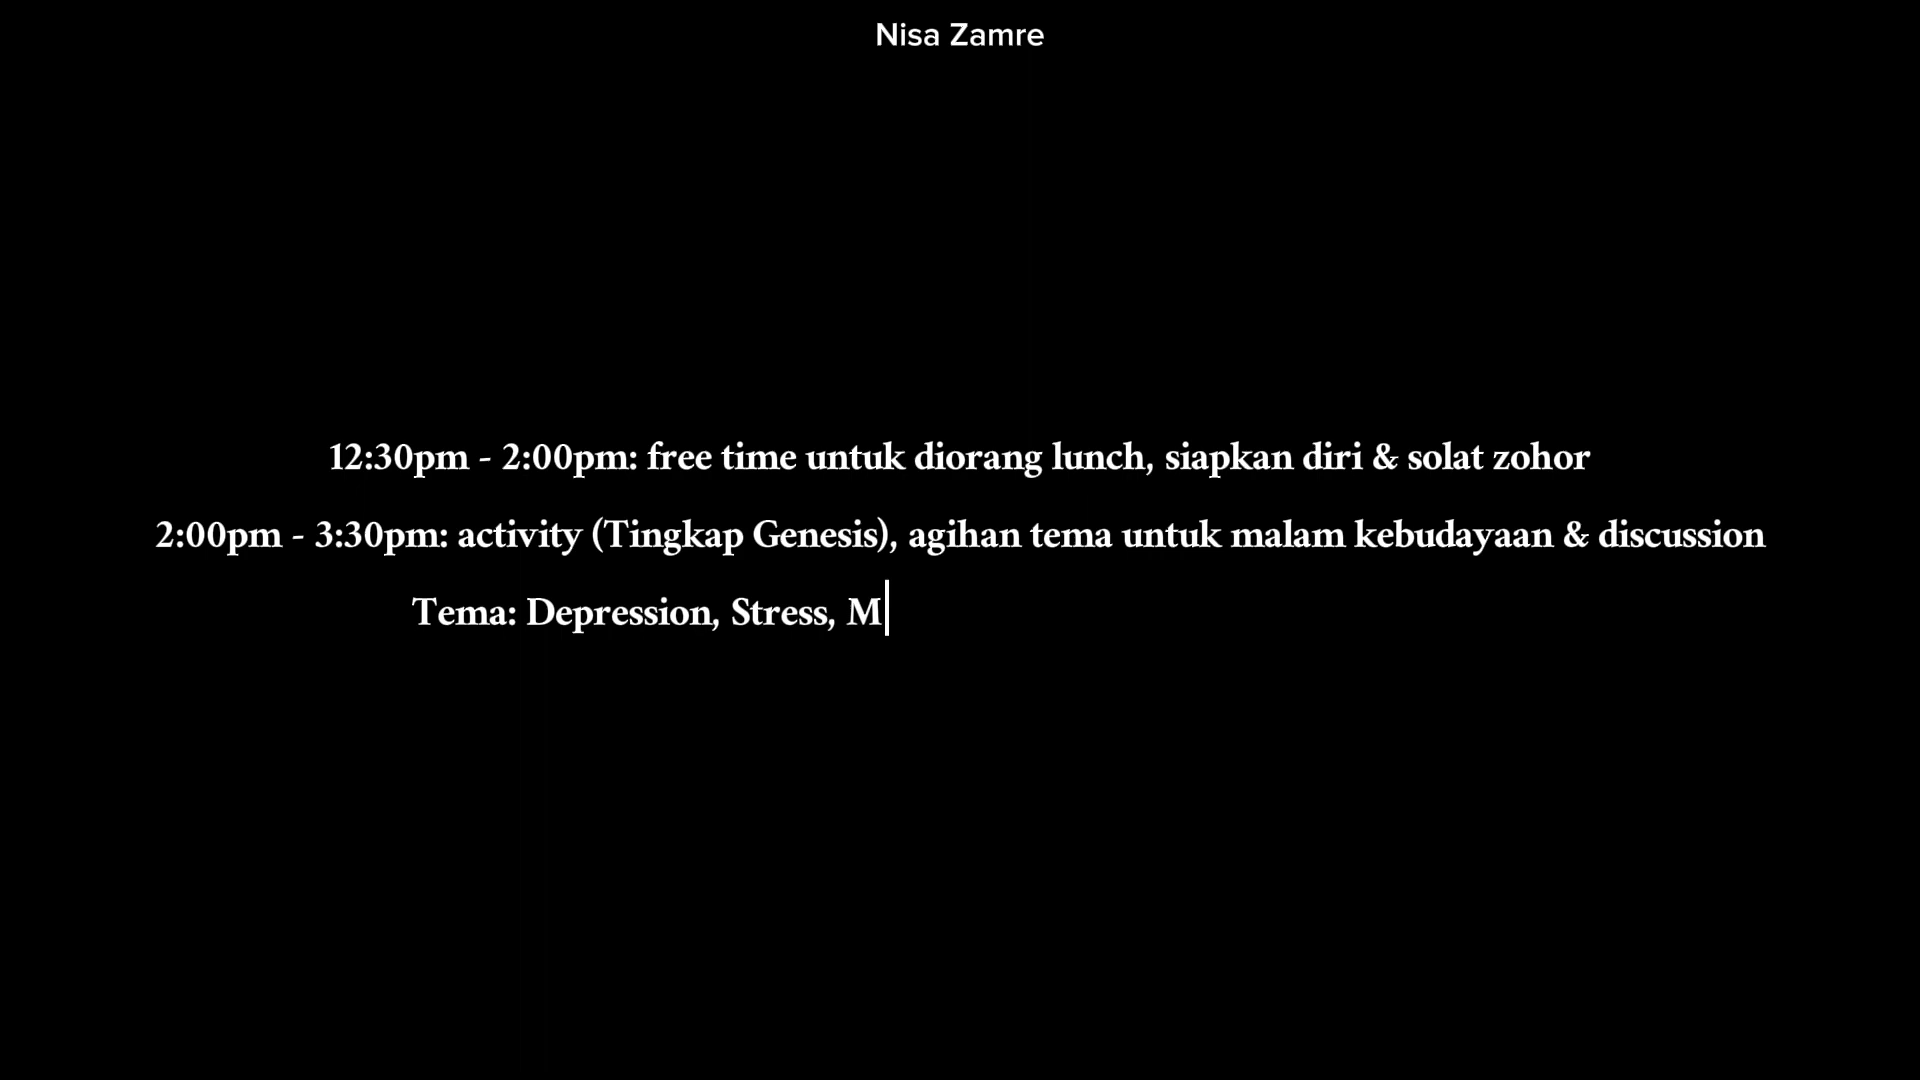 Nisa Zamre
12:30pm - 2:00pm: free time untuk diorang lunch, siapkan diri & solat zohor
2:00pm - 3:30pm: activity (Tingkap Genesis), agihan tema untuk malam kebudayaan & discussion
Tema: Depression, Stress, M